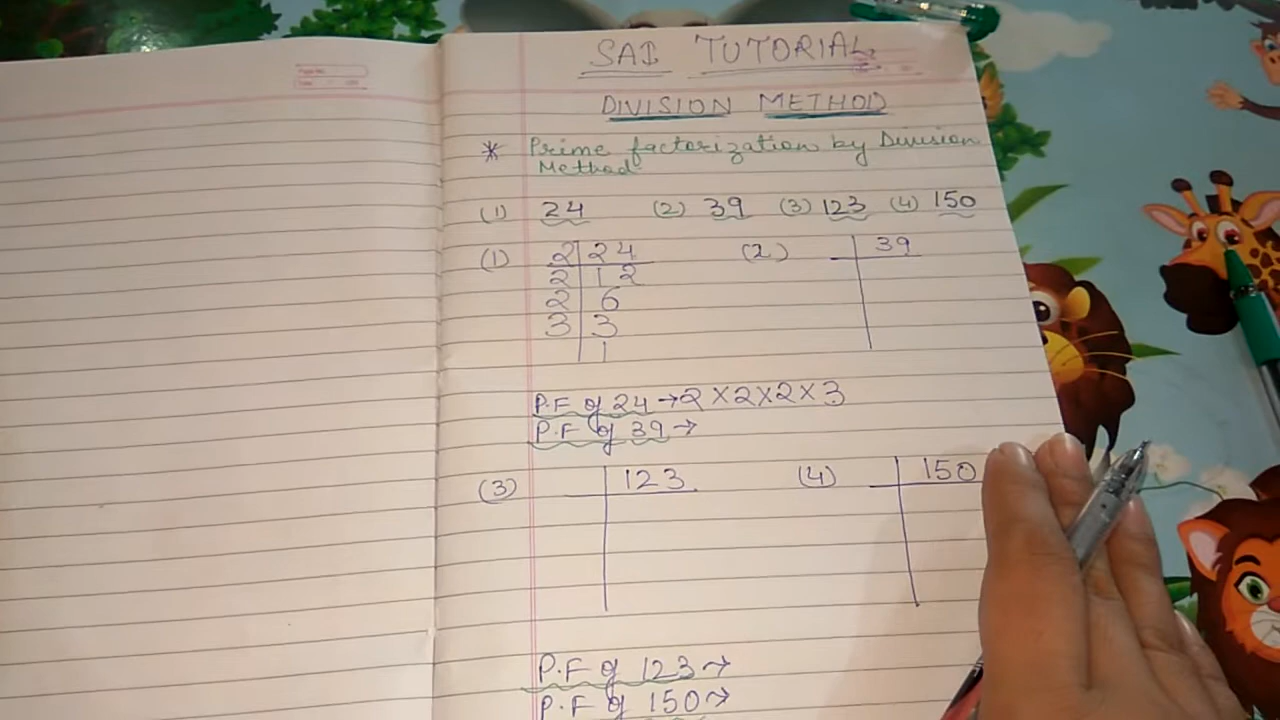 SAI TUTORIAL
DIVISION METHOD
* Prime factorization by Division
Method
(1) 24 (2) 39 (3) 123 (4) 150
(1) 2 24 (2) 39
2 12
2 6
3 3
1
P.F of 24 → 2 × 2 × 2 × 3
P.F of 39 →
(3) 123 (4) 150
P.F of 123 →
P.F of 150 →